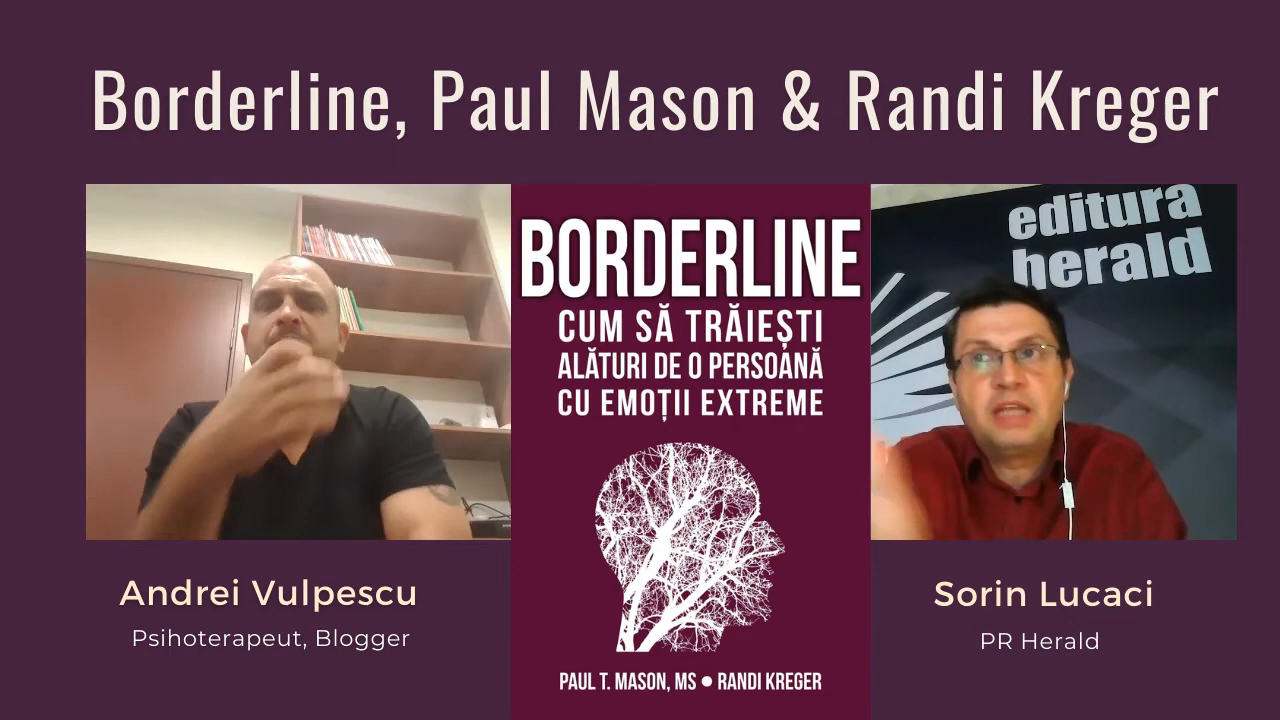 Borderline, Paul Mason & Randi Kreger
editura
herald
BORDERLINE
CUM SĂ TRĂIEȘTI
ALĂTURI DE O PERSOANĂ
CU EMOȚII EXTREME
PAUL T. MASON, MS ● RANDI KREGER
Andrei Vulpescu
Psihoterapeut, Blogger
Sorin Lucaci
PR Herald